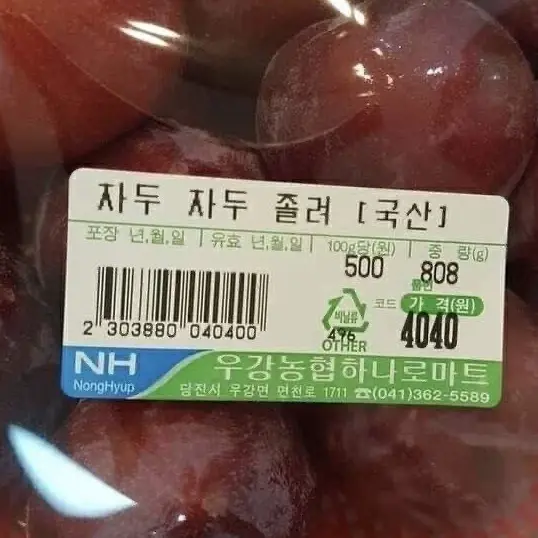 자두 자두 졸려 [국산]
포장 년,월,일 유효 년,월,일 100g당(원) 중 량(g)
500 808
비닐류
OTHER
코드 가 격(원)
4040
2 303880 040400
NH
NongHyup
우강농협하나로마트
당진시 우강면 면천로 1711 ☎(041)362-5589